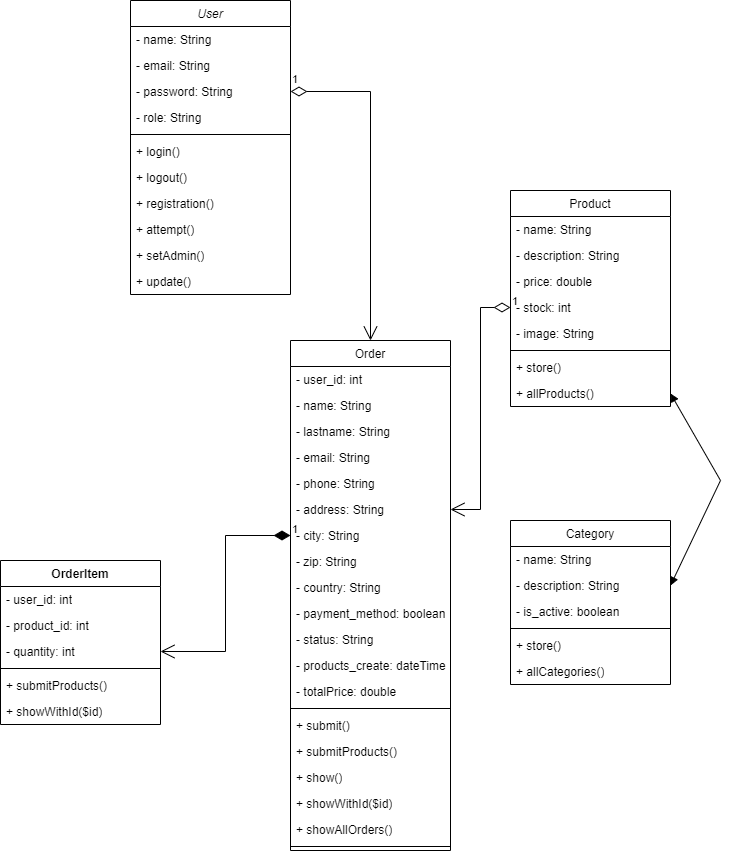 User
- name: String
- email: String
- password: String
- role: String
+ login()
+ logout()
+ registration()
+ attempt()
+ setAdmin()
+ update()
1
Product
- name: String
- description: String
- price: double
- stock: int
- image: String
+ store()
+ allProducts()
1
Order
- user_id: int
- name: String
- lastname: String
- email: String
- phone: String
- address: String
- city: String
- zip: String
- country: String
- payment_method: boolean
- status: String
- products_create: dateTime
- totalPrice: double
+ submit()
+ submitProducts()
+ show()
+ showWithId($id)
+ showAllOrders()
1
Category
- name: String
- description: String
- is_active: boolean
+ store()
+ allCategories()
OrderItem
- user_id: int
- product_id: int
- quantity: int
+ submitProducts()
+ showWithId($id)